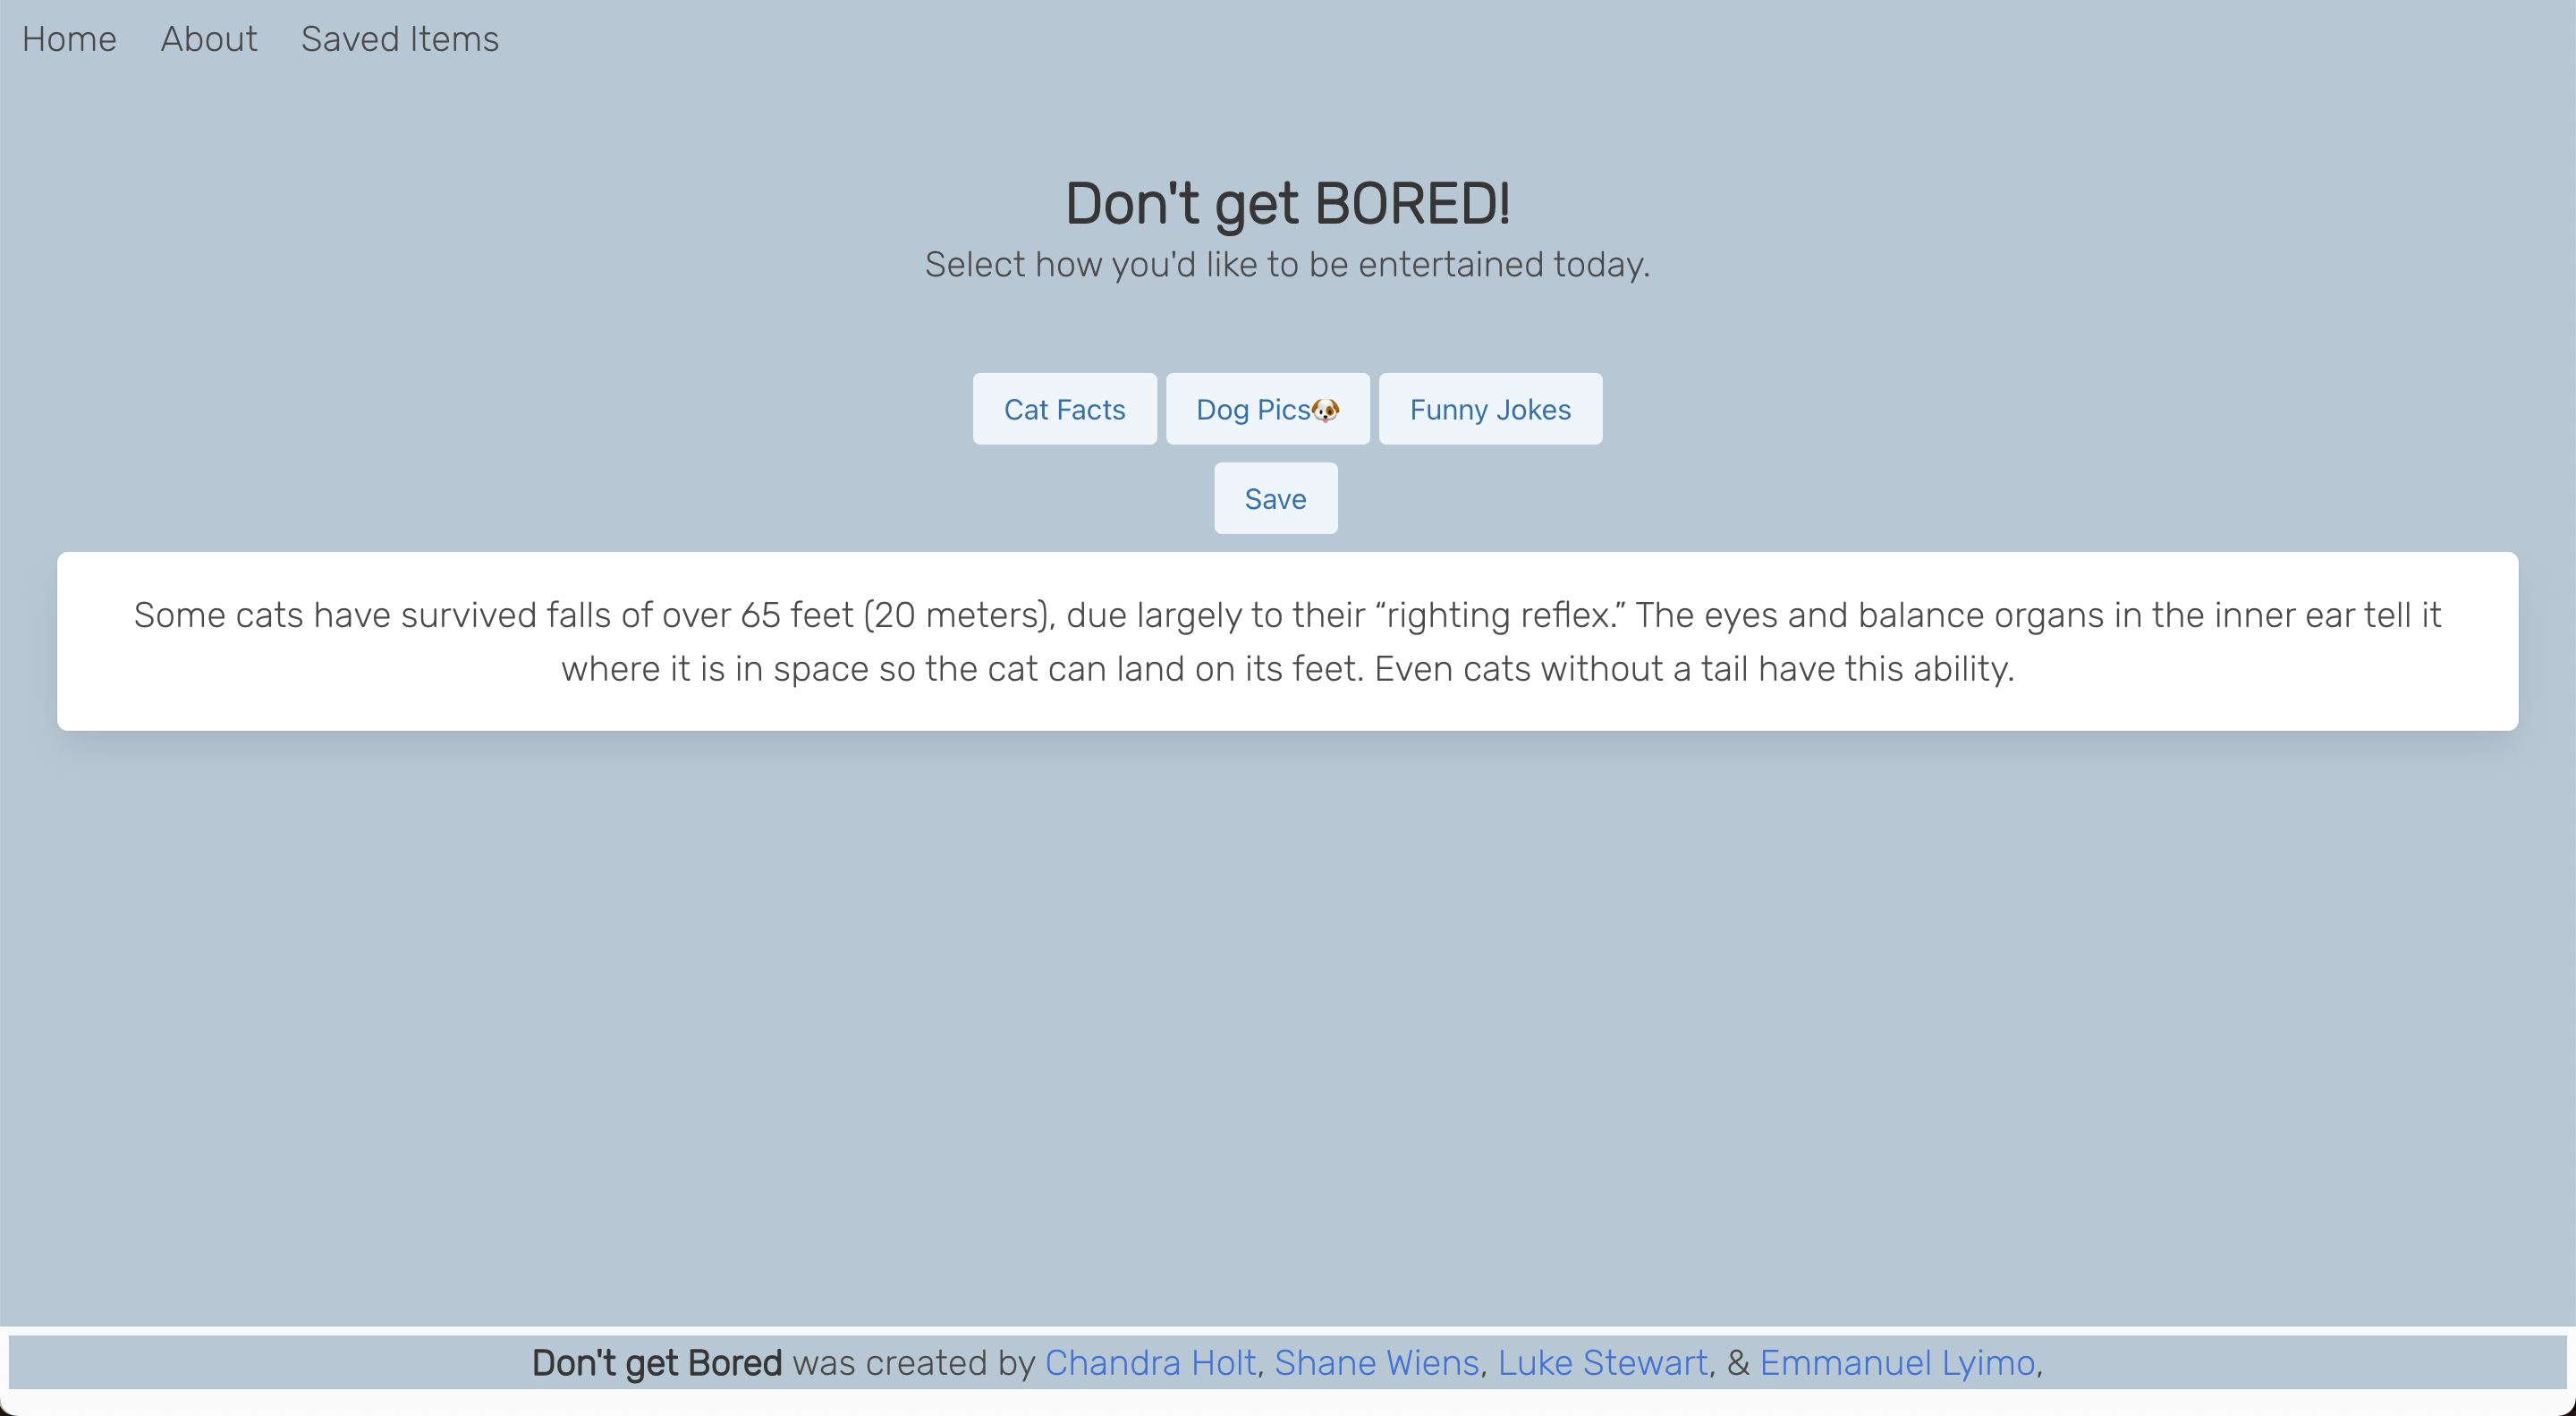 Home About Saved Items
Don't get BORED!
Select how you'd like to be entertained today.
Cat Facts Dog Pics🐶 Funny Jokes
Save
Some cats have survived falls of over 65 feet (20 meters), due largely to their “righting reflex.” The eyes and balance organs in the inner ear tell it
where it is in space so the cat can land on its feet. Even cats without a tail have this ability.
Don't get Bored was created by Chandra Holt, Shane Wiens, Luke Stewart, & Emmanuel Lyimo,